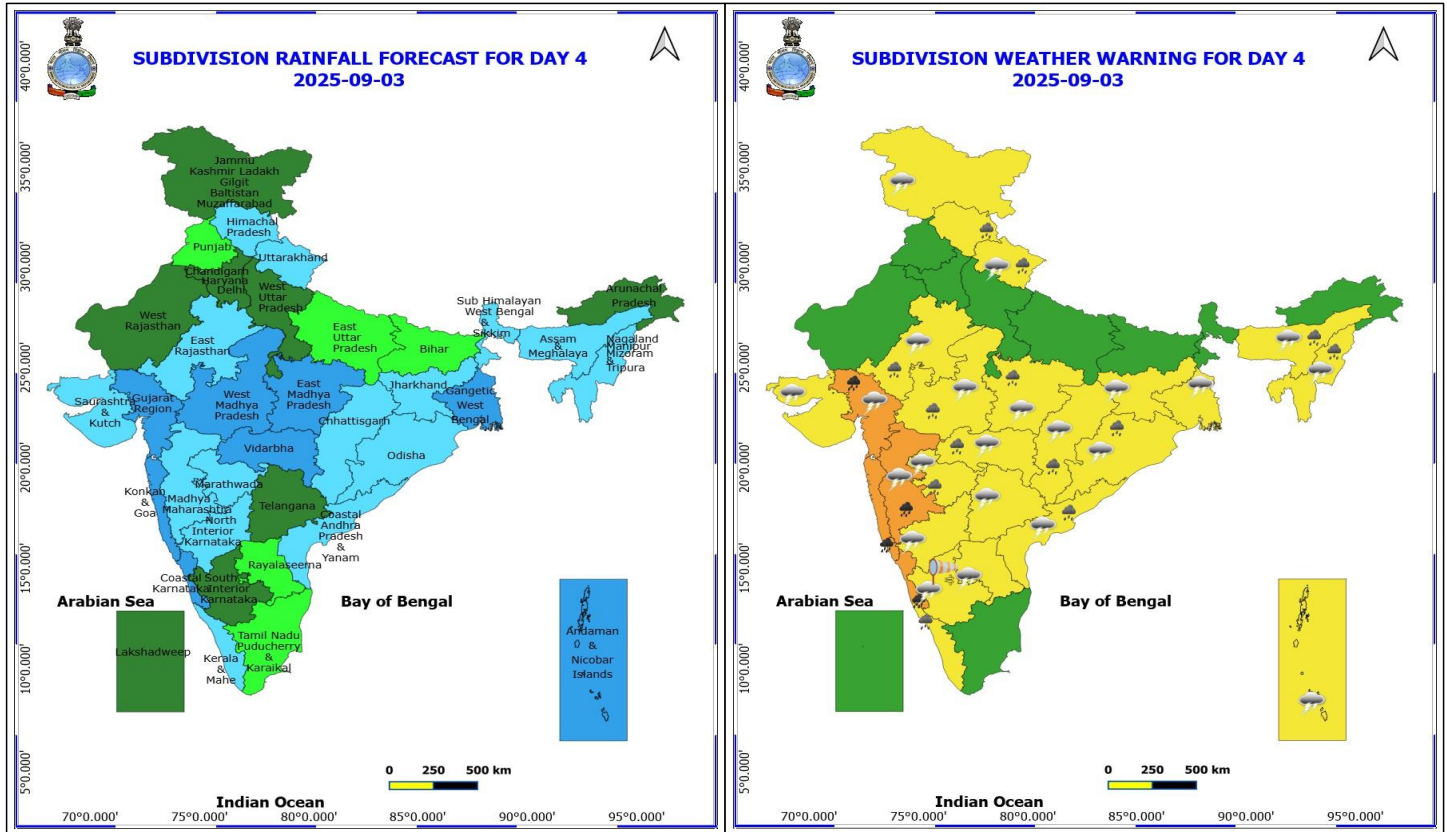 SUBDIVISION RAINFALL FORECAST FOR DAY 4
2025-09-03
40°0.000'
35°0.000'
30°0.000'
25°0.000'
20°0.000'
15°0.000'
10°0.000'
5°0.000'
Jammu
Kashmir Ladakh
Gilgit
Baltistan
Muzaffarabad
Himachal
Pradesh
Punjab
Uttarakhand
Chandigarh
Haryana
Delhi
West
Uttar
Pradesh
West
Rajasthan
East
Rajasthan
East
Uttar
Pradesh
Bihar
Sub Himalayan
West Bengal
&
Sikkim
Arunachal
Pradesh
Assam
&
Meghalaya
Nagaland
Manipur
Mizoram
&
Tripura
Saurashtra
&
Kutch
Gujarat
Region
West
Madhya
Pradesh
East
Madhya
Pradesh
Jharkhand
Gangetic
West
Bengal
Chhattisgarh
Odisha
Vidarbha
Konkan
&
Goa
Madhya
Maharashtra
Marathwada
North
Interior
Karnataka
Telangana
Coastal
Andhra
Pradesh
&
Yanam
Rayalaseema
Coastal
Karnataka
South
Interior
Karnataka
Arabian Sea
Bay of Bengal
Lakshadweep
Tamil Nadu
Puducherry
&
Karaikal
Kerala
&
Mahe
Andaman
&
Nicobar
Islands
0 250 500 km
Indian Ocean
70°0.000' 75°0.000' 80°0.000' 85°0.000' 90°0.000' 95°0.000'
SUBDIVISION WEATHER WARNING FOR DAY 4
2025-09-03
40°0.000'
35°0.000'
30°0.000'
25°0.000'
20°0.000'
15°0.000'
10°0.000'
5°0.000'
Arabian Sea
Bay of Bengal
0 250 500 km
Indian Ocean
70°0.000' 75°0.000' 80°0.000' 85°0.000' 90°0.000' 95°0.000'